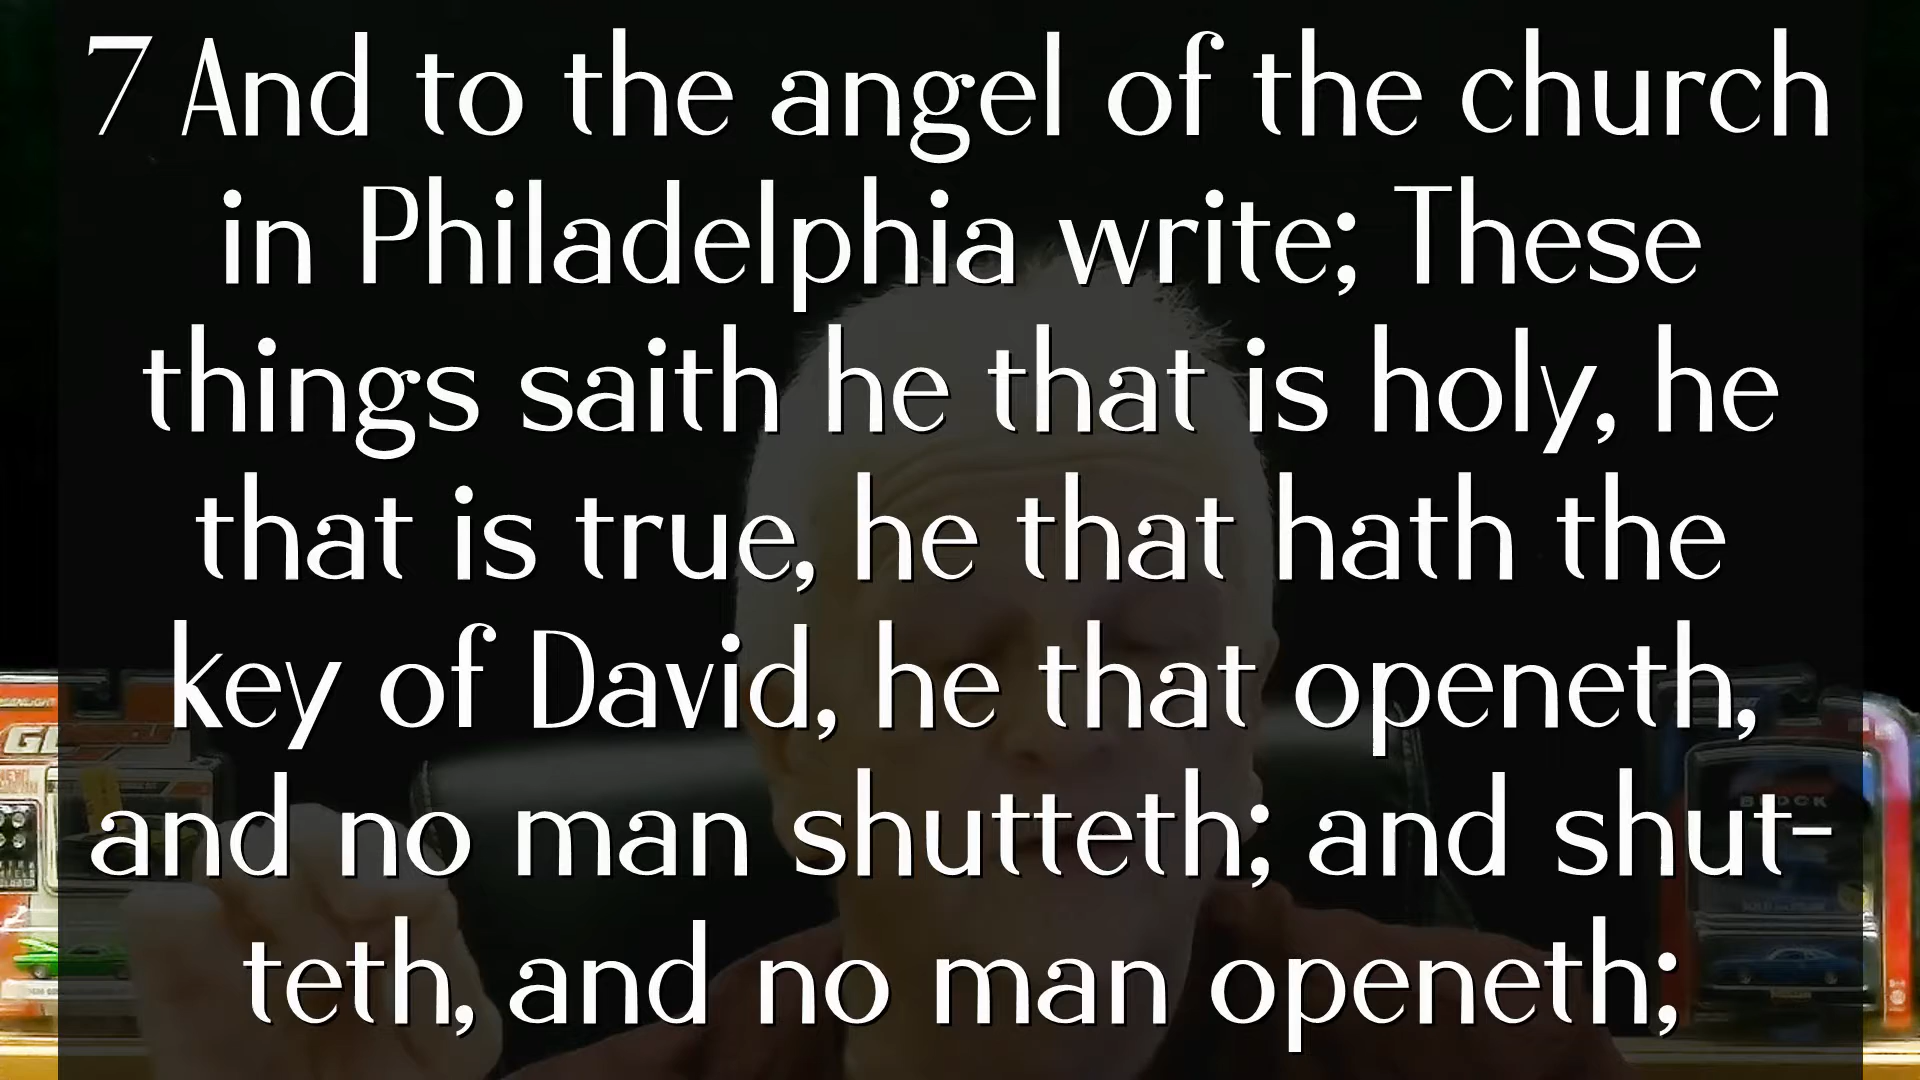 7 And to the angel of the church
in Philadelphia write; These
things saith he that is holy, he
that is true, he that hath the
key of David, he that openeth,
and no man shutteth; and shut-
teth, and no man openeth;